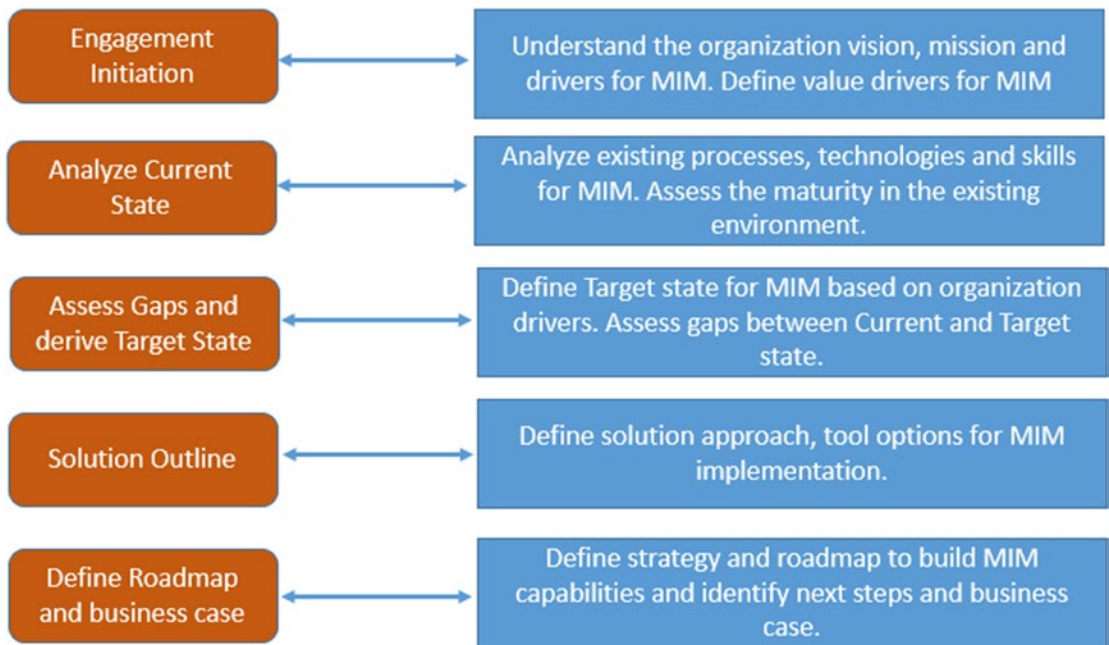 Engagement
Initiation
Understand the organization vision, mission and
drivers for MIM. Define value drivers for MIM
Analyze Current
State
Analyze existing processes, technologies and skills
for MIM. Assess the maturity in the existing
environment.
Assess Gaps and
derive Target State
Define Target state for MIM based on organization
drivers. Assess gaps between Current and Target
state.
Solution Outline
Define solution approach, tool options for MIM
implementation.
Define Roadmap
and business case
Define strategy and roadmap to build MIM
capabilities and identify next steps and business
case.